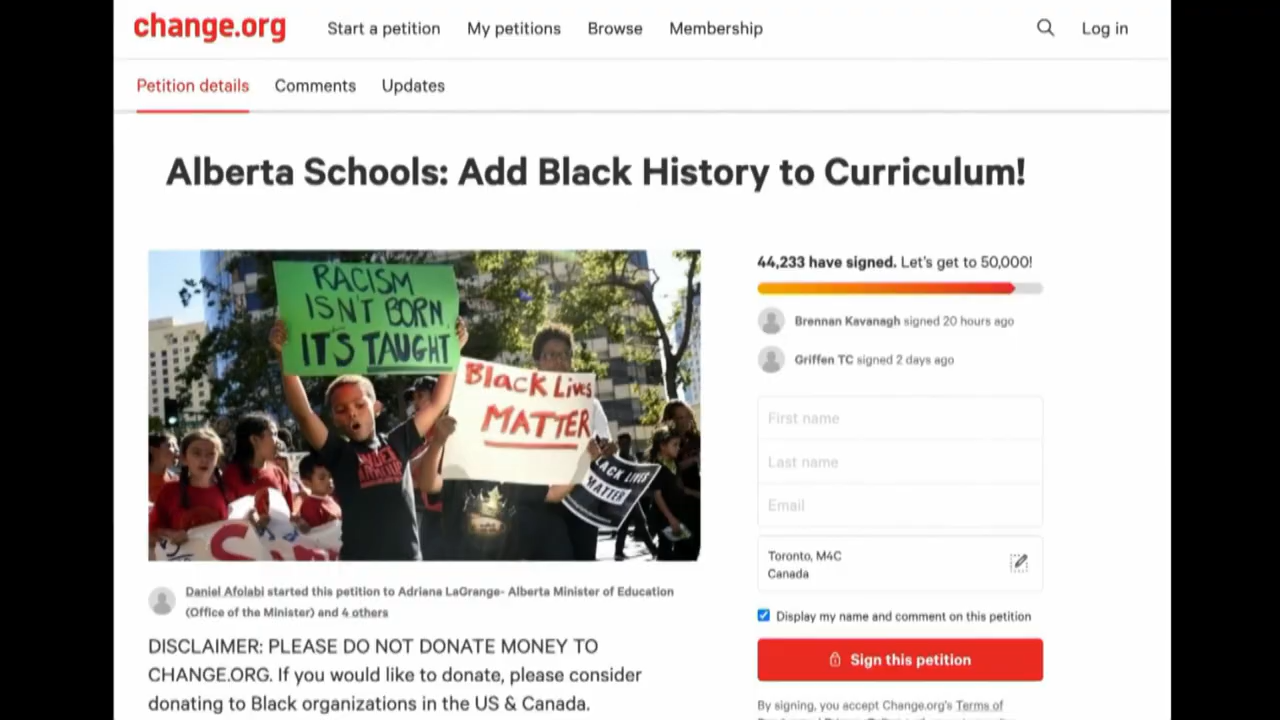 change.org
Start a petition
My petitions
Browse
Membership
Log in
Petition details
Comments
Updates
Alberta Schools: Add Black History to Curriculum!
RACISM
ISN'T BORN,
IT'S TAUGHT
Black Lives
MATTER
BLACK LIVES
MATTER
44,233 have signed. Let's get to 50,000!
Brennan Kavanagh signed 20 hours ago
Griffen TC signed 2 days ago
First name
Last name
Email
Toronto, M4C
Canada
Display my name and comment on this petition
Sign this petition
By signing, you accept Change.org's Terms of
Daniel Afolabi started this petition to Adriana LaGrange- Alberta Minister of Education
(Office of the Minister) and 4 others
DISCLAIMER: PLEASE DO NOT DONATE MONEY TO
CHANGE.ORG. If you would like to donate, please consider
donating to Black organizations in the US & Canada.